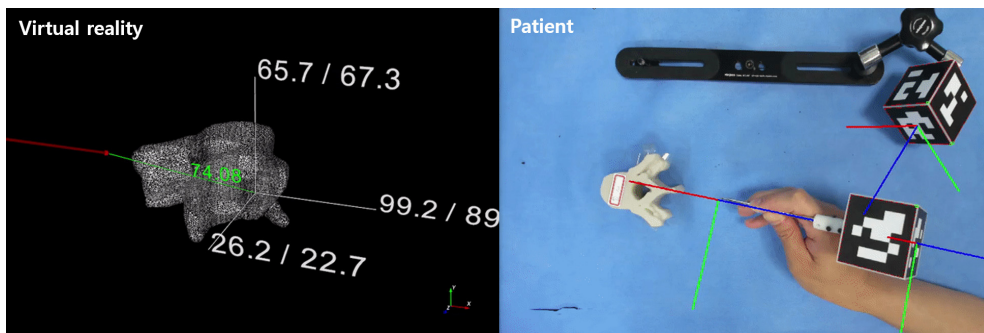 Virtual reality
Patient
65.7 / 67.3
74.08
99.2 / 89
26.2 / 22.7
Y
X
Z